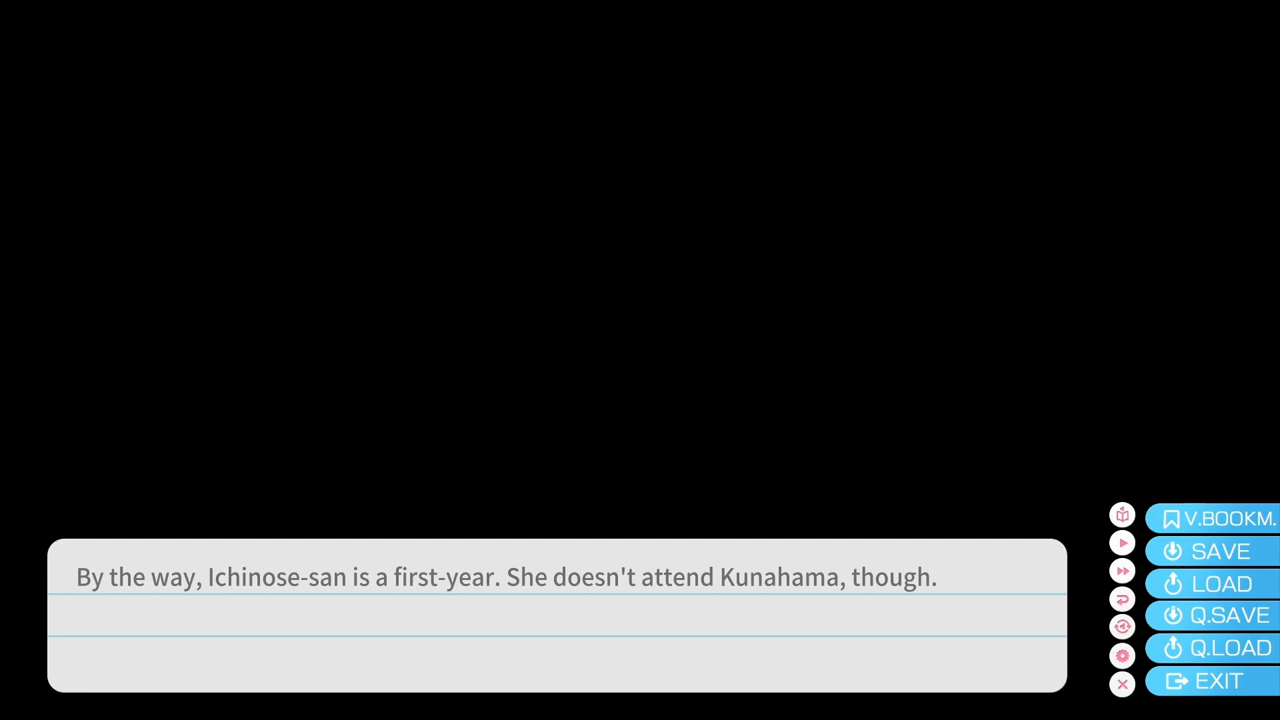 By the way, Ichinose-san is a first-year. She doesn't attend Kunahama, though.
V.BOOKM.
SAVE
LOAD
Q.SAVE
Q.LOAD
EXIT